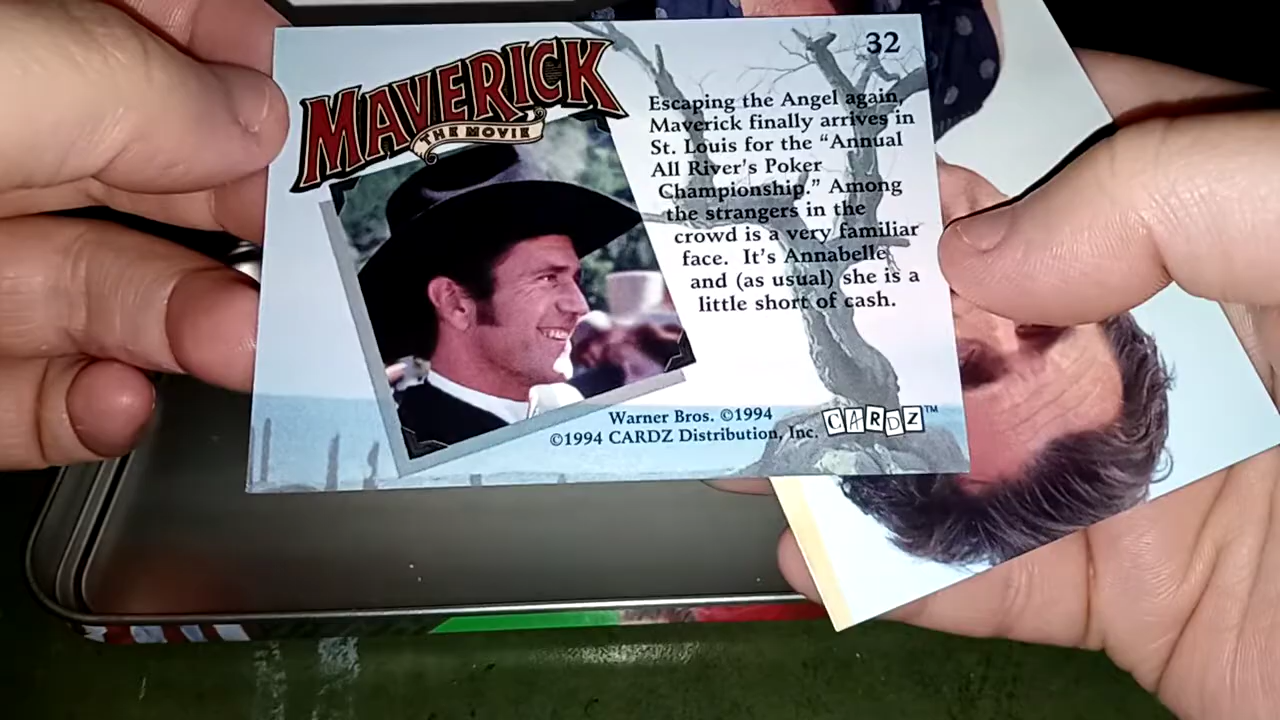 32
MAVERICK
THE MOVIE
Escaping the Angel again,
Maverick finally arrives in
St. Louis for the “Annual
All River's Poker
Championship.” Among
the strangers in the
crowd is a very familiar
face. It's Annabelle
and (as usual) she is a
little short of cash.
Warner Bros. ©1994
©1994 CARDZ Distribution, Inc.
CARDZ™